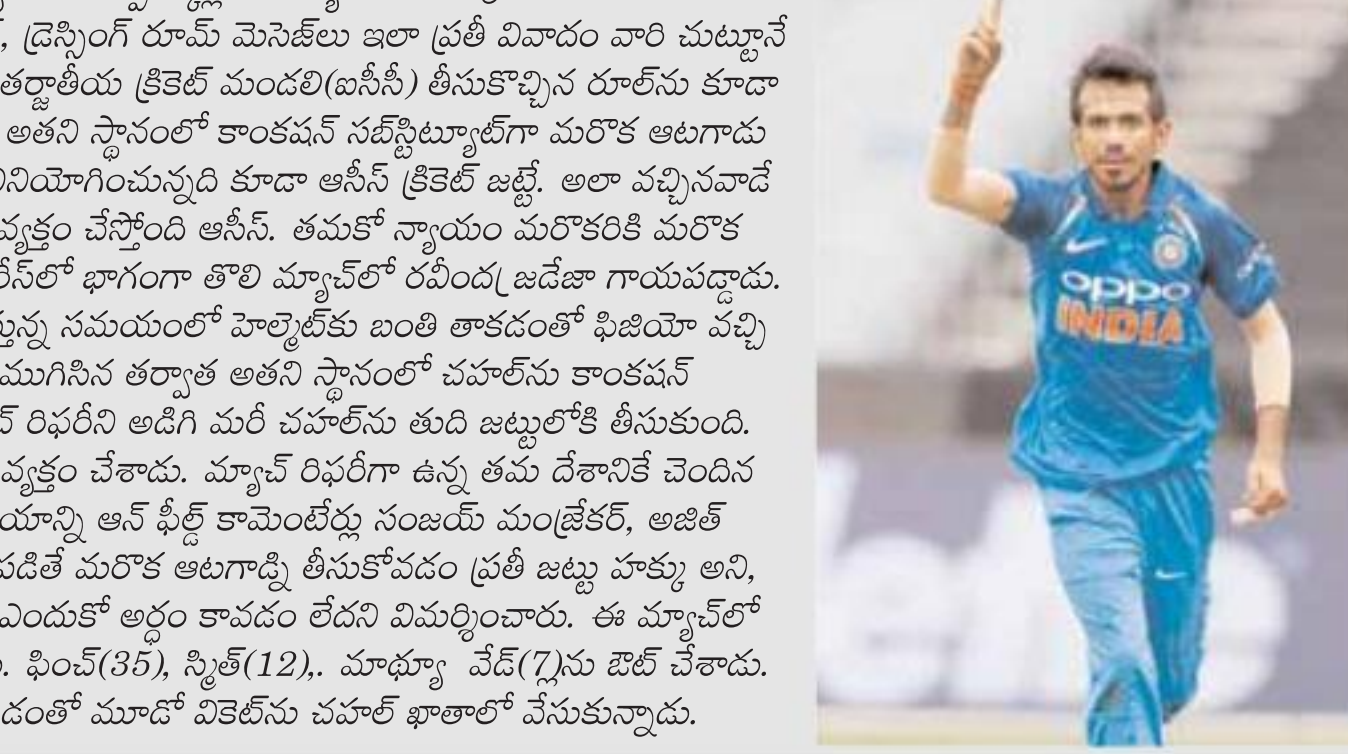 డ్రెస్సింగ్ రూమ్ మెసెజ్‌లు ఇలా ప్రతీ వివాదం వారి చుట్టూనే
తర్జాతీయ క్రికెట్ మండలి(ఐసీసీ) తీసుకొచ్చిన రూల్‌ను కూడా
అతని స్థానంలో కాంకషన్ సబ్‌స్టిట్యూట్‌గా మరొక ఆటగాడు
నియోగించున్నది కూడా ఆసీస్ క్రికెట్ జట్టే. అలా వచ్చినవాడే
వ్యక్తం చేస్తోంది ఆసీస్. తమకో న్యాయం మరొకరికి మరొక
రీస్‌లో భాగంగా తొలి మ్యాచ్‌లో రవీంద్ర జడేజా గాయపడ్డాడు.
స్తున్న సమయంలో హెల్మెట్‌కు బంతి తాకడంతో ఫిజియో వచ్చి
ముగిసిన తర్వాత అతని స్థానంలో చహల్‌ను కాంకషన్
రిఫరీని అడిగి మరీ చహల్‌ను తుది జట్టులోకి తీసుకుంది.
వ్యక్తం చేశాడు. మ్యాచ్ రిఫరీగా ఉన్న తమ దేశానికే చెందిన
యాన్ని ఆన్ ఫీల్డ్ కామెంటేర్లు సంజయ్ మంజ్రేకర్, అజిత్
పడితే మరొక ఆటగాడ్ని తీసుకోవడం ప్రతీ జట్టు హక్కు అని,
ఎందుకో అర్ధం కావడం లేదని విమర్శించారు. ఈ మ్యాచ్‌లో
. ఫించ్(35), స్మిత్(12),. మాథ్యూ వేడ్(7)ను ఔట్ చేశాడు.
డంతో మూడో వికెట్‌ను చహల్ ఖాతాలో వేసుకున్నాడు.
oppo
INDIA